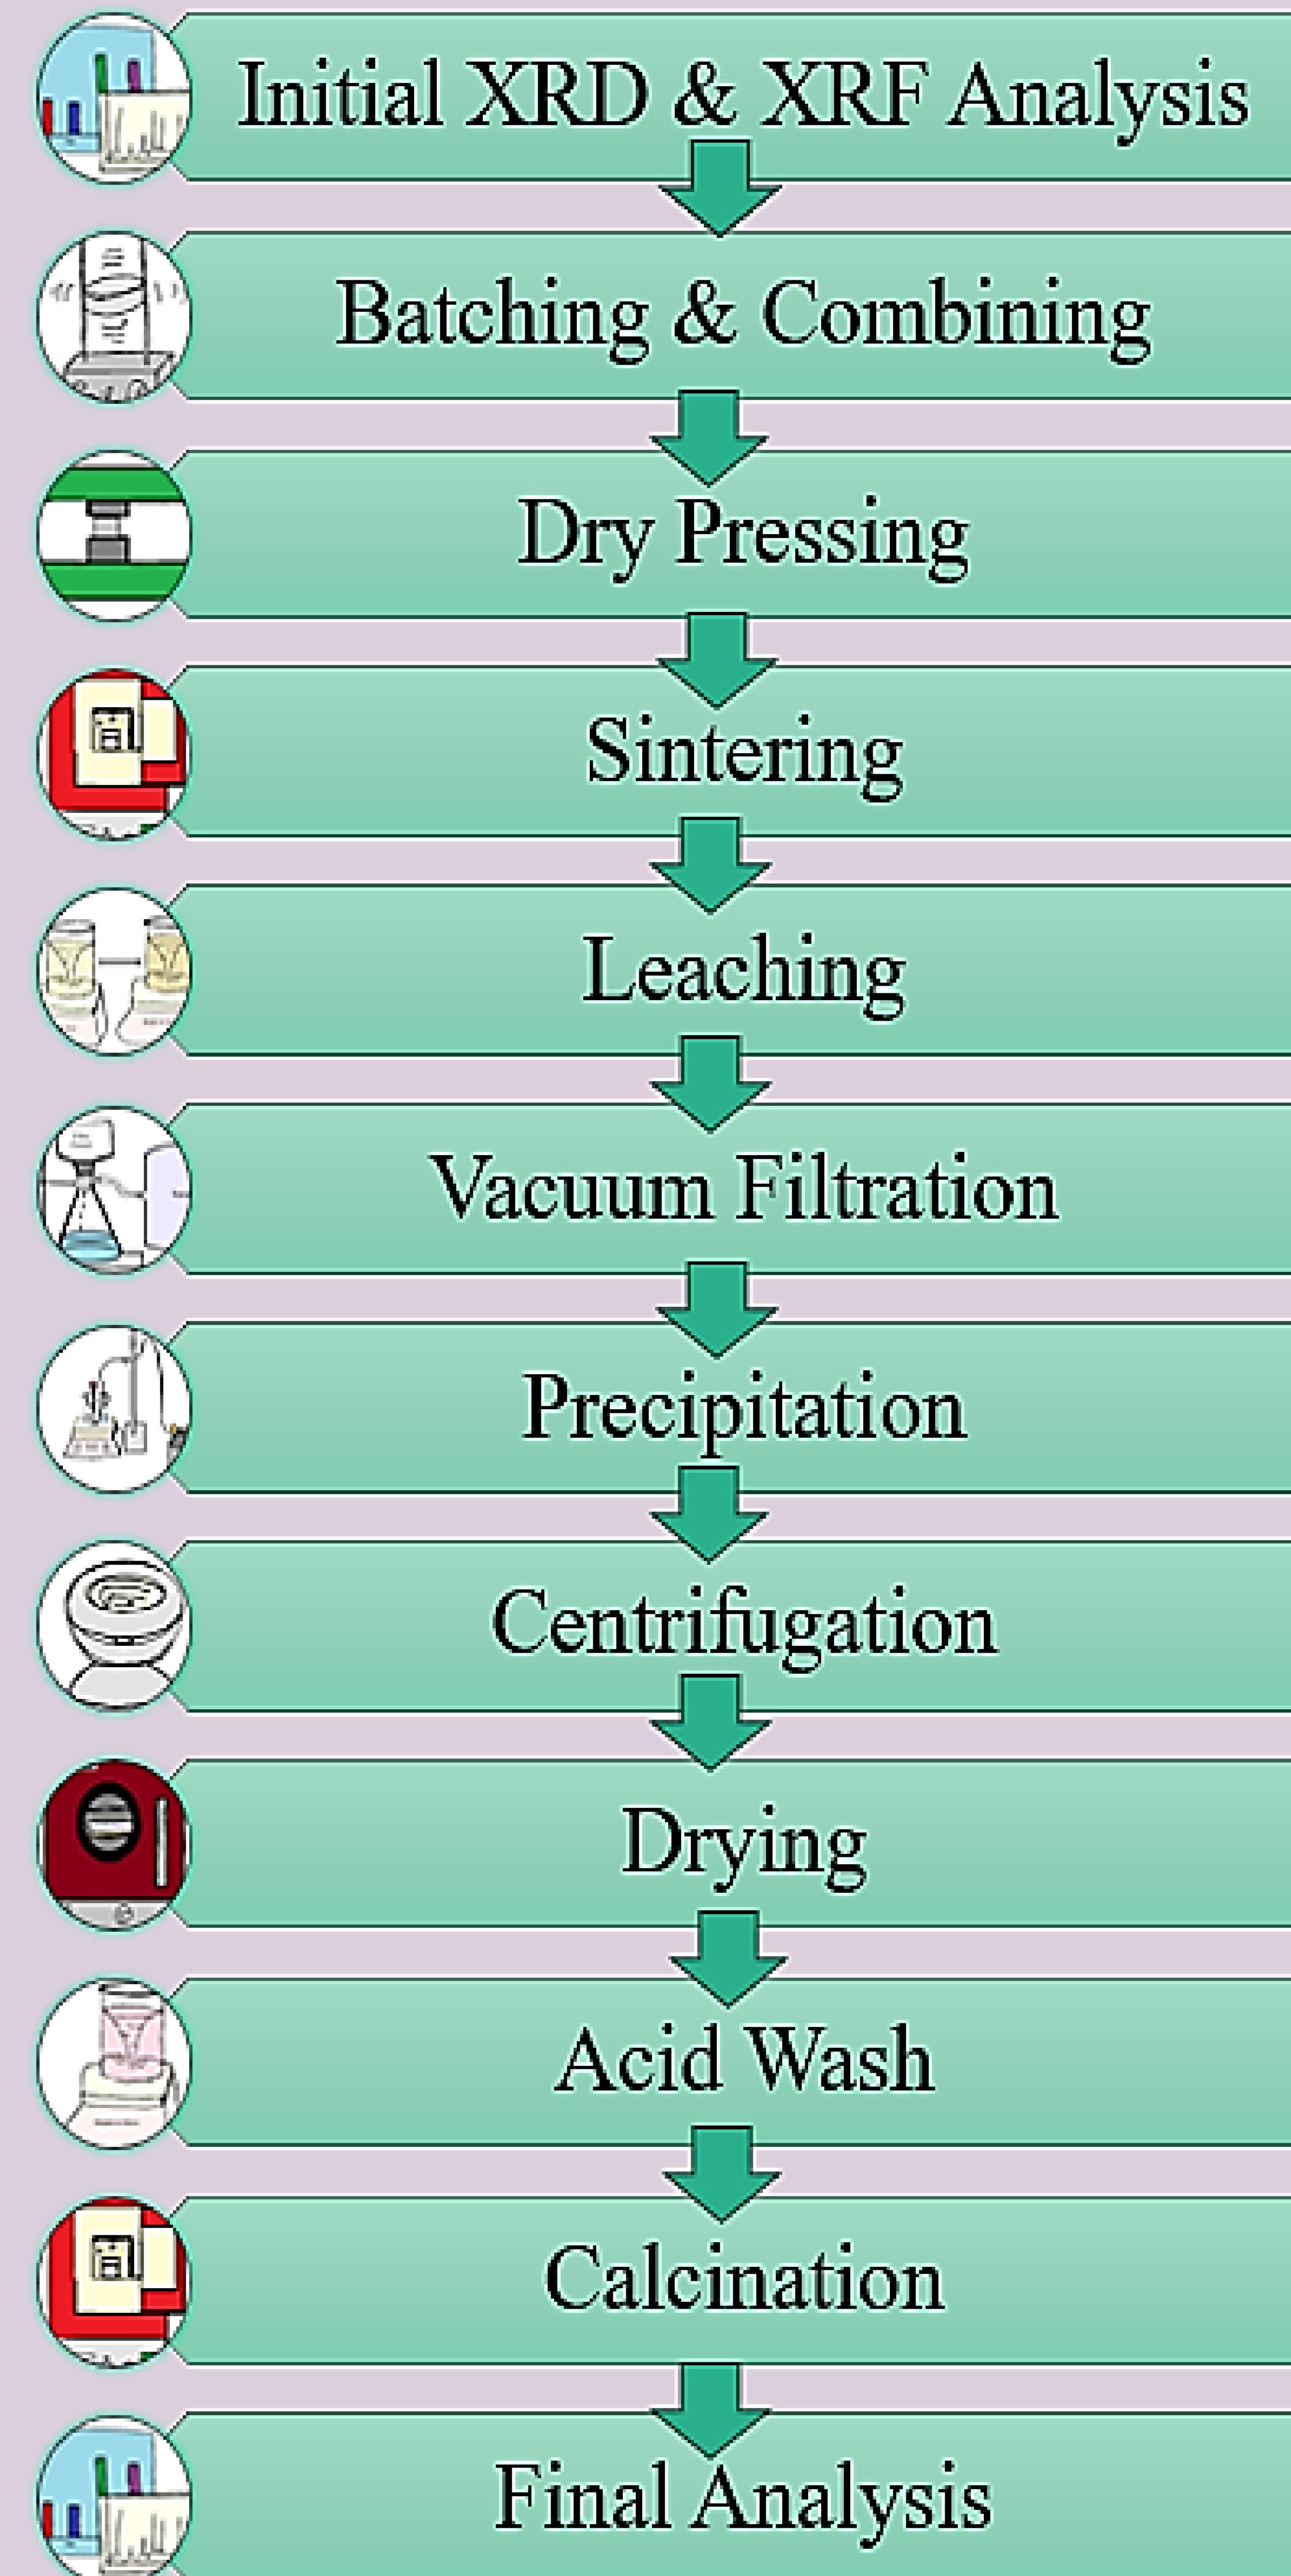 Initial XRD & XRF Analysis
Batching & Combining
Dry Pressing
Sintering
Leaching
Vacuum Filtration
Precipitation
Centrifugation
Drying
Acid Wash
Calcination
Final Analysis